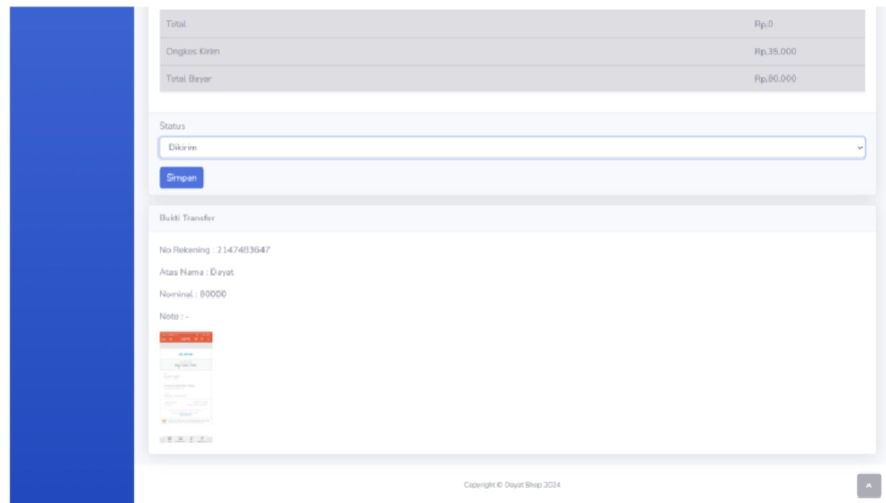 Total Rp.0
Ongkos Kirim Rp.35.000
Total Bayar Rp.80.000
Status
Dikirim
Simpan
Bukti Transfer
No Rekening : 2147483647
Atas Nama : Dayat
Nominal : 80000
Note : -
Copyright © Dayat Shop 2024